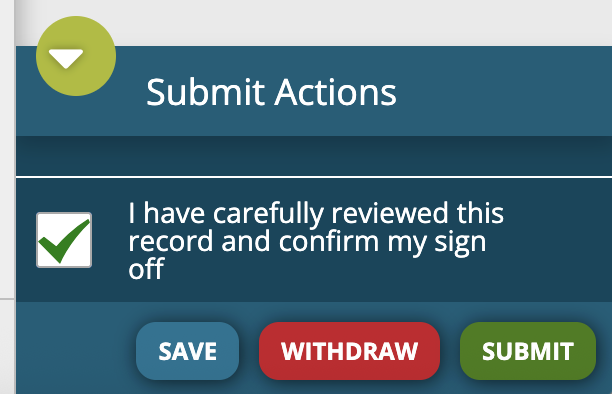 Submit Actions
I have carefully reviewed this
record and confirm my sign
off
SAVE WITHDRAW SUBMIT